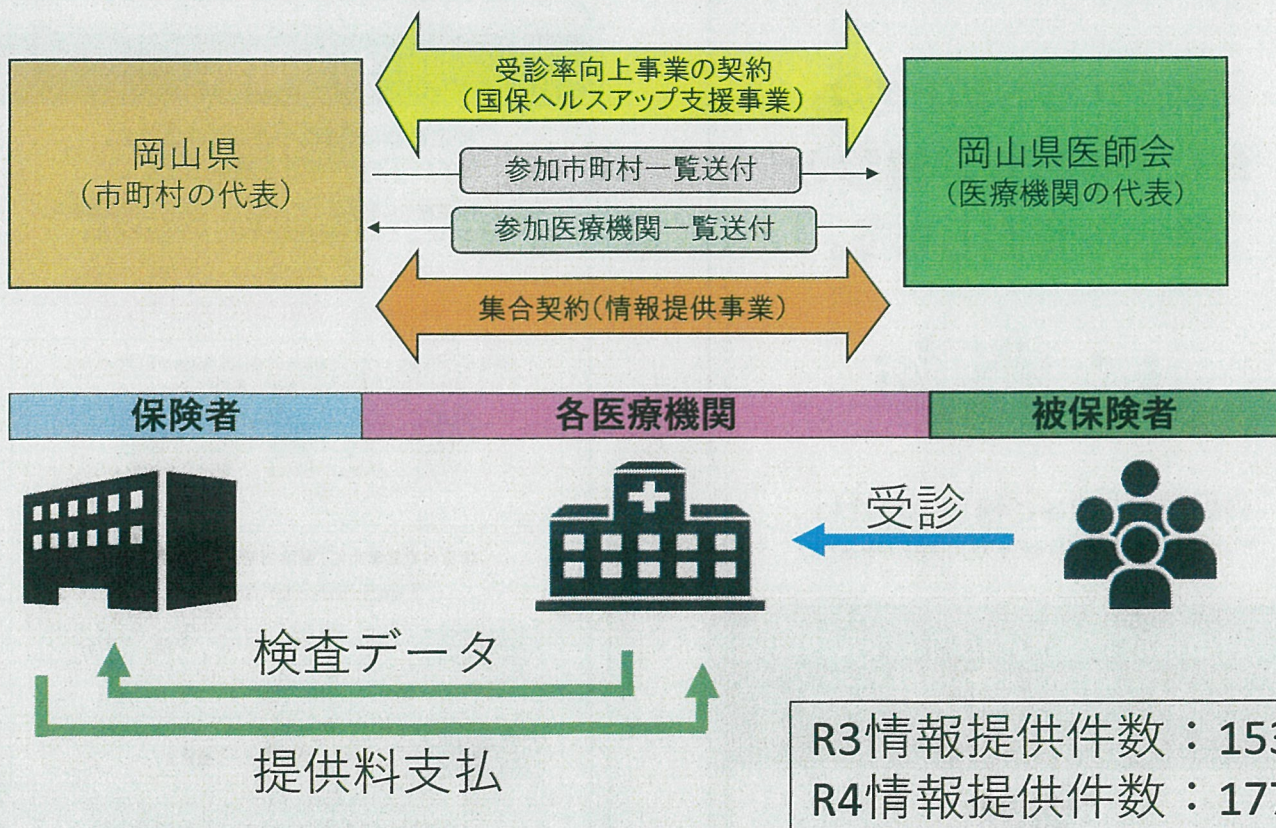 受診率向上事業の契約
(国保ヘルスアップ支援事業)
岡山県
(市町村の代表)
参加市町村一覧送付
参加医療機関一覧送付
岡山県医師会
(医療機関の代表)
集合契約(情報提供事業)
保険者
各医療機関
被保険者
受診
検査データ
提供料支払
R3情報提供件数:153
R4情報提供件数:177